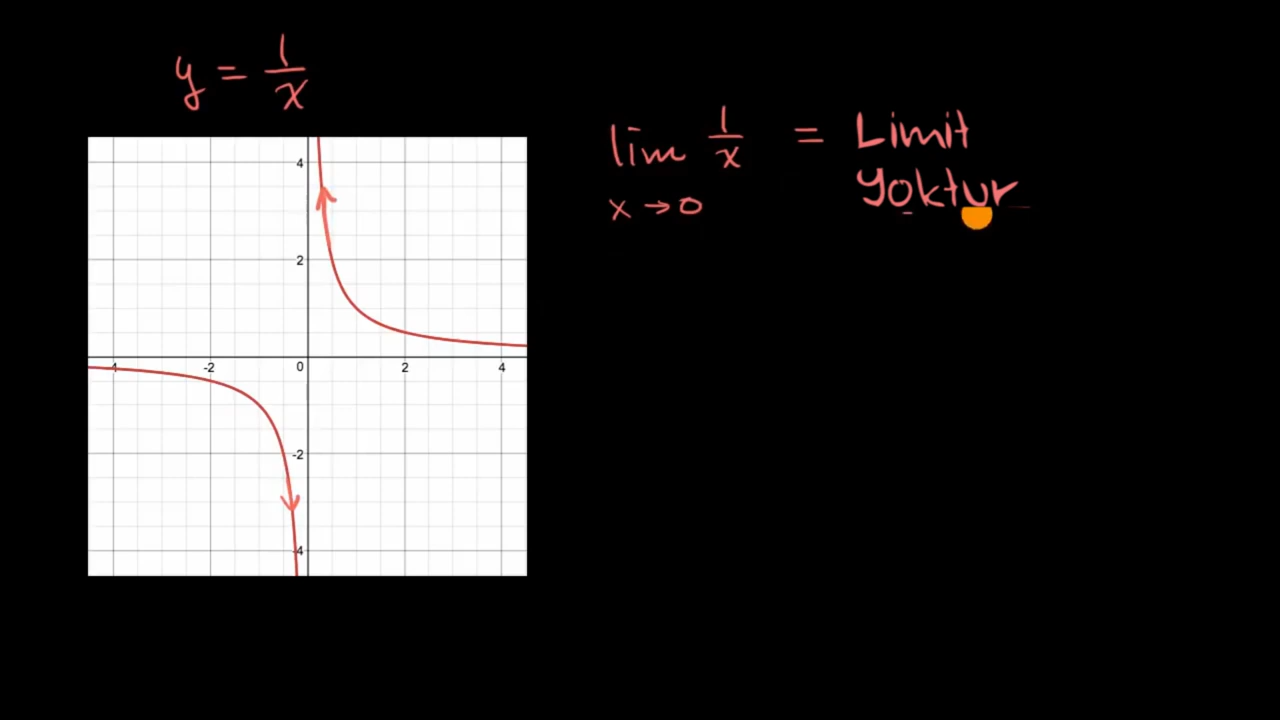 y = 1/x
lim 1/x = Limit
x → 0 Yoktur
4
2
-4 -2 0 2 4
-2
-4